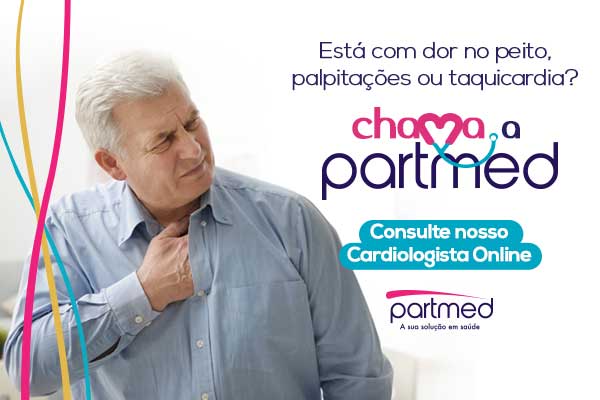 Está com dor no peito,
palpitações ou taquicardia?
chama a
partmed
Consulte nosso
Cardiologista Online
partmed
A sua solução em saúde